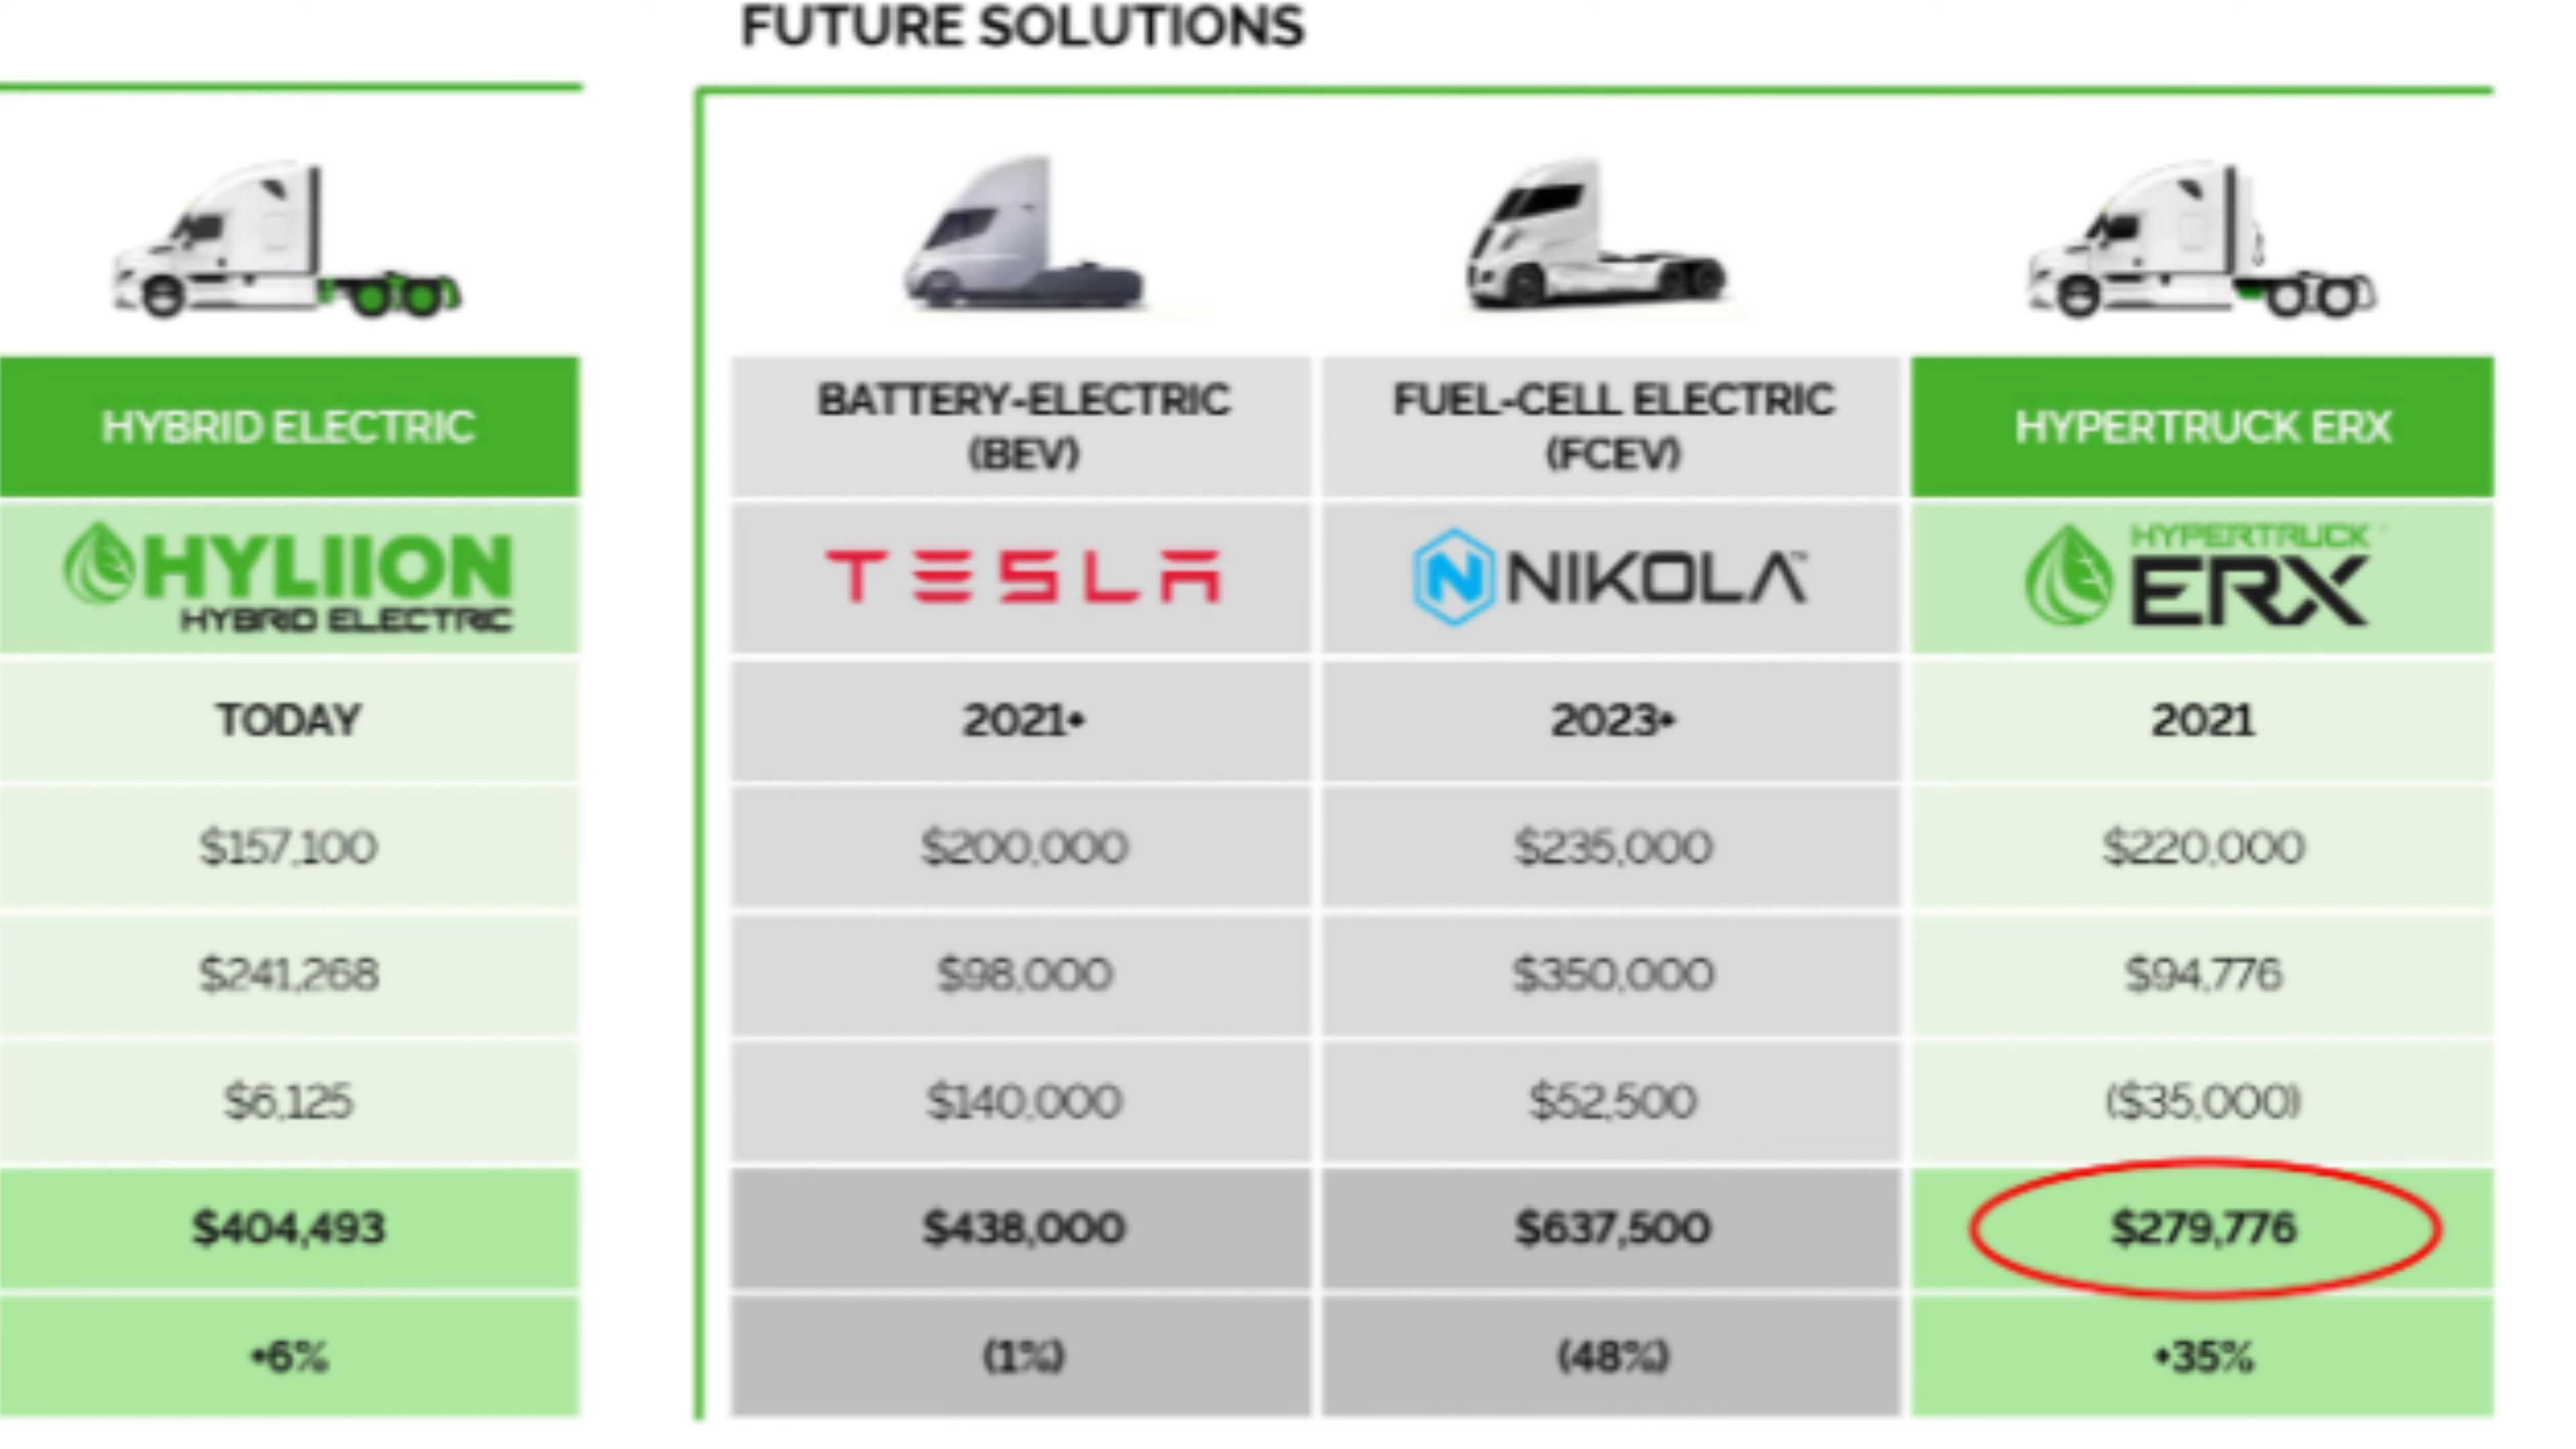 FUTURE SOLUTIONS
HYBRID ELECTRIC
BATTERY-ELECTRIC
(BEV)
FUEL-CELL ELECTRIC
(FCEV)
HYPERTRUCK ERX
HYLIION
HYBRID ELECTRIC
TESLA
NIKOLA™
HYPERTRUCK™
ERX
TODAY
2021+
2023+
2021
$157,100
$200,000
$235,000
$220,000
$241,268
$98,000
$350,000
$94,776
$6,125
$140,000
$52,500
($35,000)
$404,493
$438,000
$637,500
$279,776
+6%
(1%)
(48%)
+35%